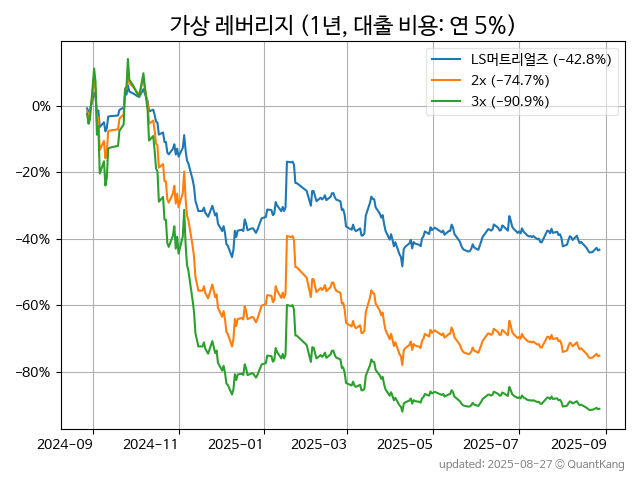 가상 레버리지 (1년, 대출 비용: 연 5%)
LS머트리얼즈 (−42.8%)
2x (−74.7%)
3x (−90.9%)
0%
−20%
−40%
−60%
−80%
2024-09 2024-11 2025-01 2025-03 2025-05 2025-07 2025-09
updated: 2025-08-27 © QuantKang